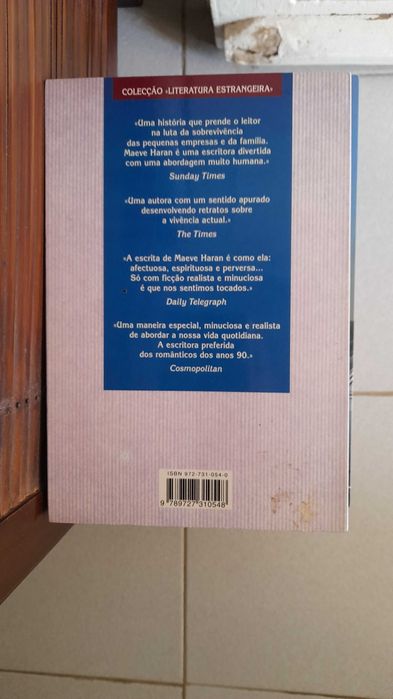 COLECÇÃO «LITERATURA ESTRANGEIRA»
«Uma história que prende o leitor
na luta da sobrevivência
das pequenas empresas e da família.
Maeve Haran é uma escritora divertida
com uma abordagem muito humana.»
Sunday Times
«Uma autora com um sentido apurado
desenvolvendo retratos sobre
a vivência actual.»
The Times
«A escrita de Maeve Haran é como ela:
afectuosa, espirituosa e perversa...
Só com ficção realista e minuciosa
é que nos sentimos tocados.»
Daily Telegraph
«Uma maneira especial, minuciosa e realista
de abordar a nossa vida quotidiana.
A escritora preferida
dos românticos dos anos 90.»
Cosmopolitan
ISBN 972-731-054-0
9 789727 310548